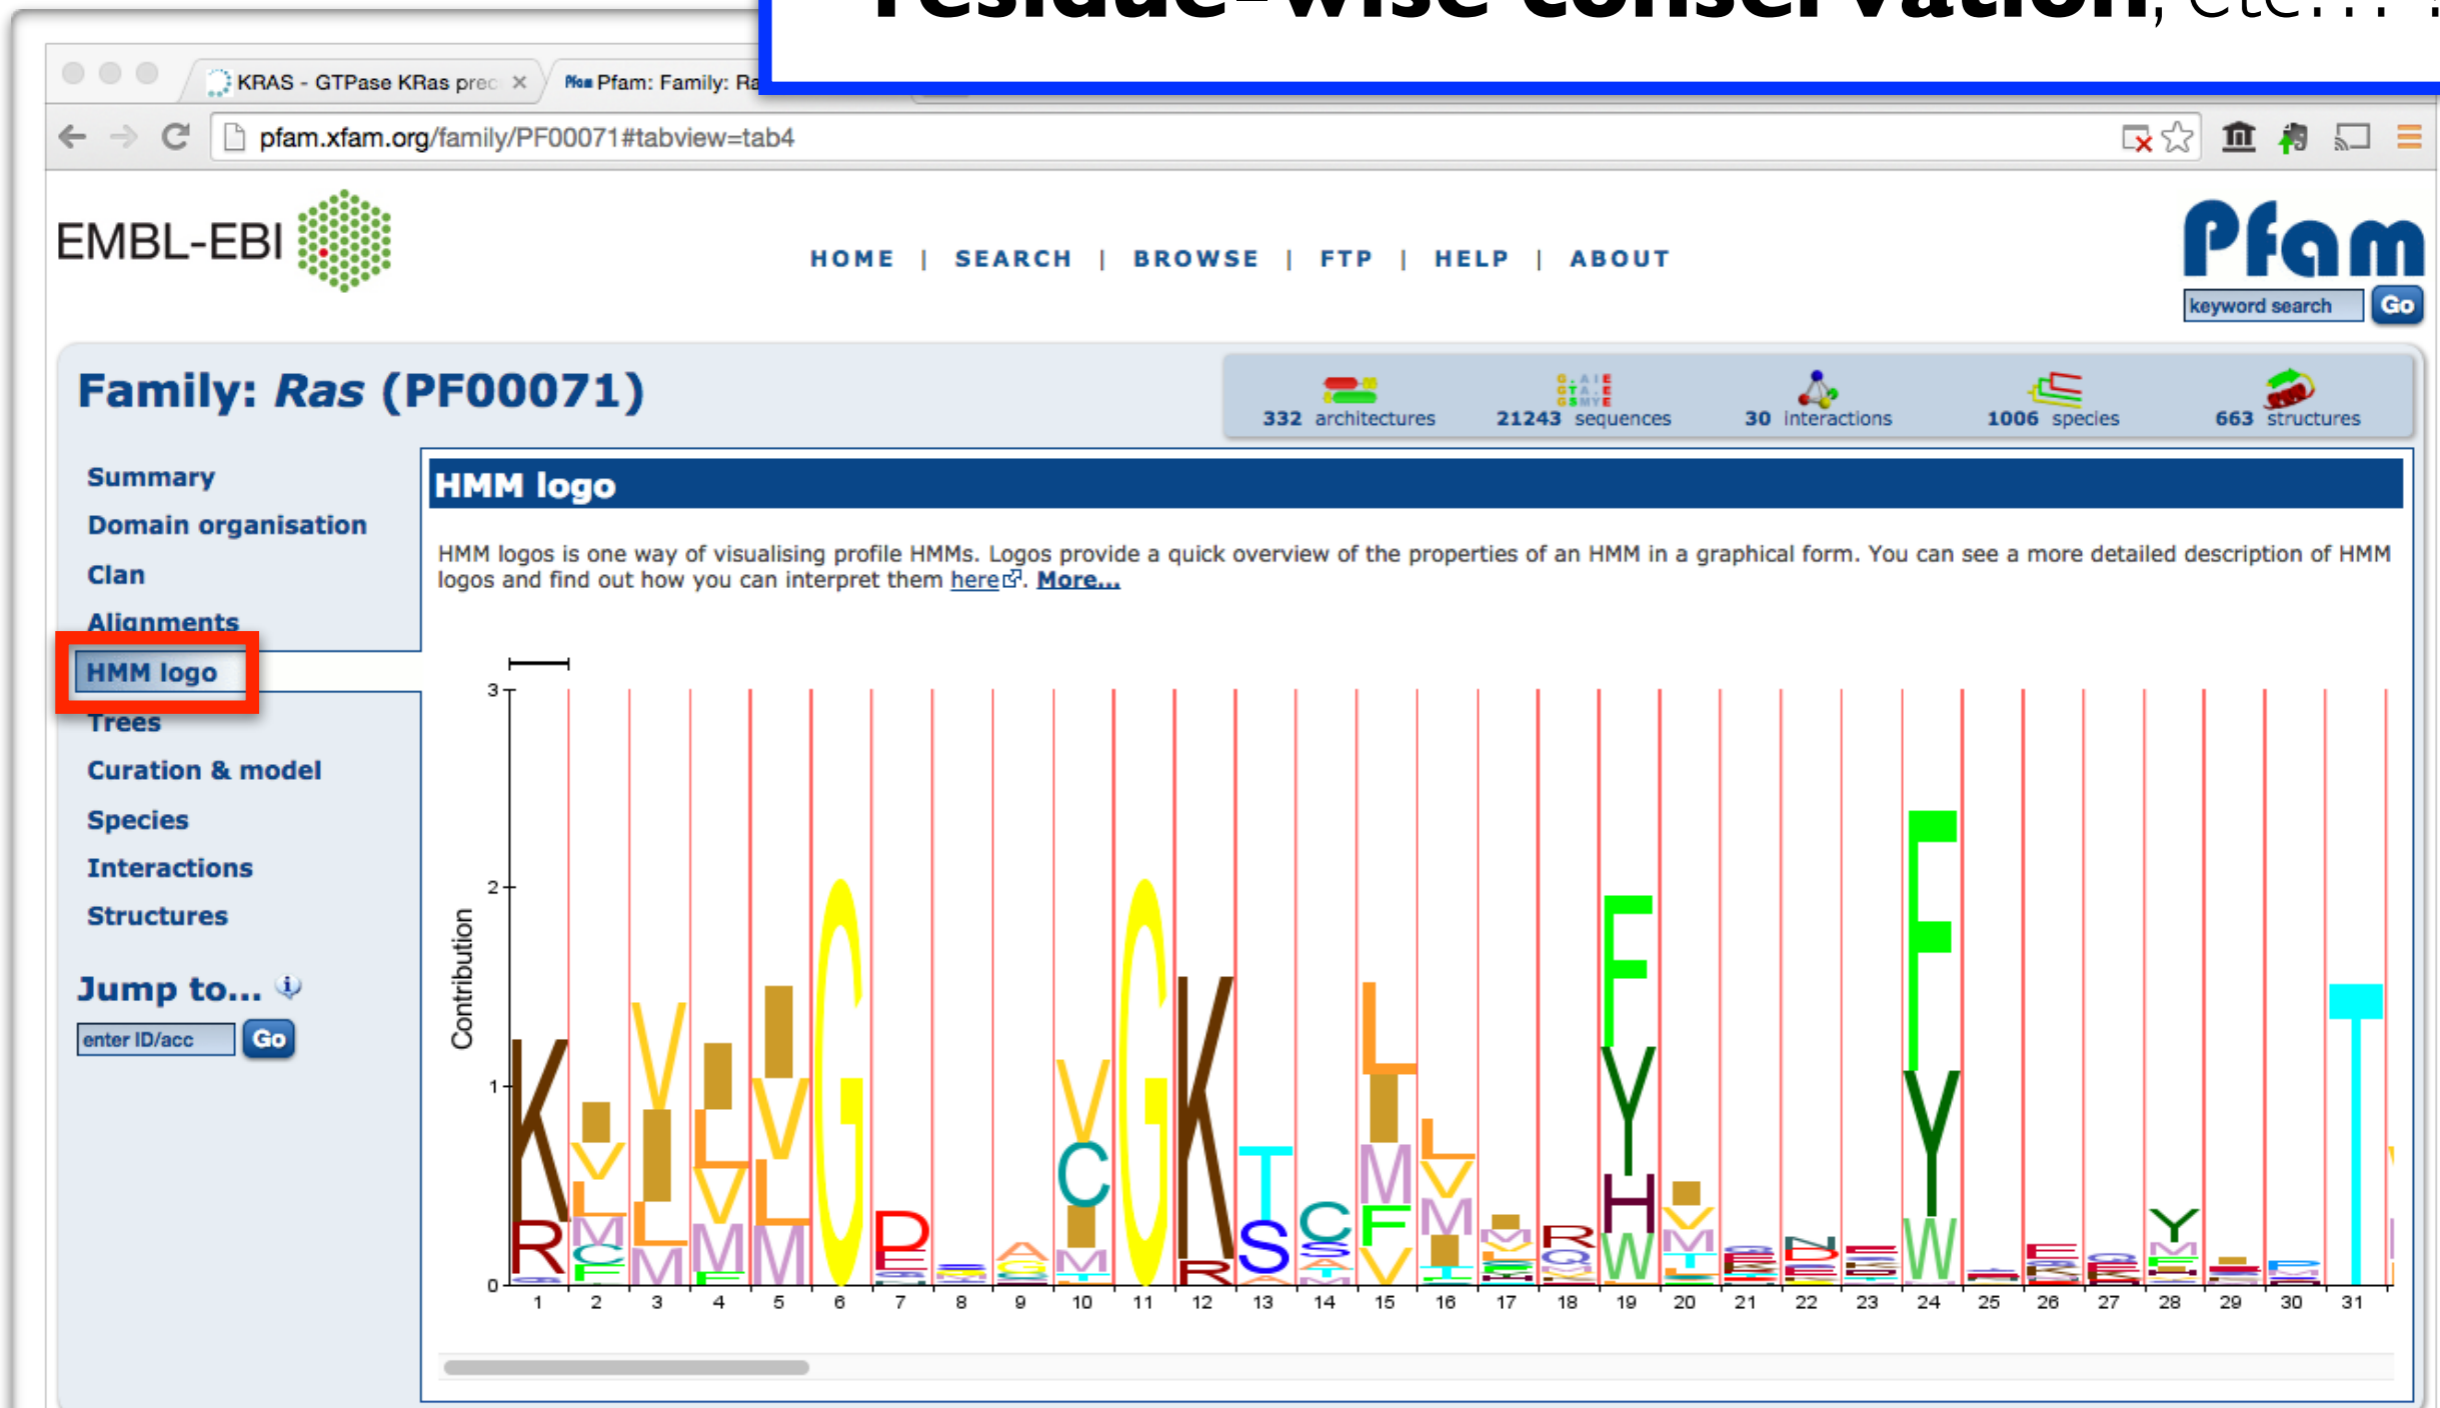 residue-wise conservation, etc...
KRAS - GTPase KRas prec
Pfam Pfam: Family: Ra
pfam.xfam.org/family/PF00071#tabview=tab4
EMBL-EBI
HOME | SEARCH | BROWSE | FTP | HELP | ABOUT
Pfam
keyword search Go
Family: Ras (PF00071)
332 architectures 21243 sequences 30 interactions 1006 species 663 structures
Summary
Domain organisation
Clan
Alignments
HMM logo
Trees
Curation & model
Species
Interactions
Structures
Jump to...
enter ID/acc Go
HMM logo
HMM logos is one way of visualising profile HMMs. Logos provide a quick overview of the properties of an HMM in a graphical form. You can see a more detailed description of HMM
logos and find out how you can interpret them here. More...
Contribution
3
2
1
0
1 2 3 4 5 6 7 8 9 10 11 12 13 14 15 16 17 18 19 20 21 22 23 24 25 26 27 28 29 30 31